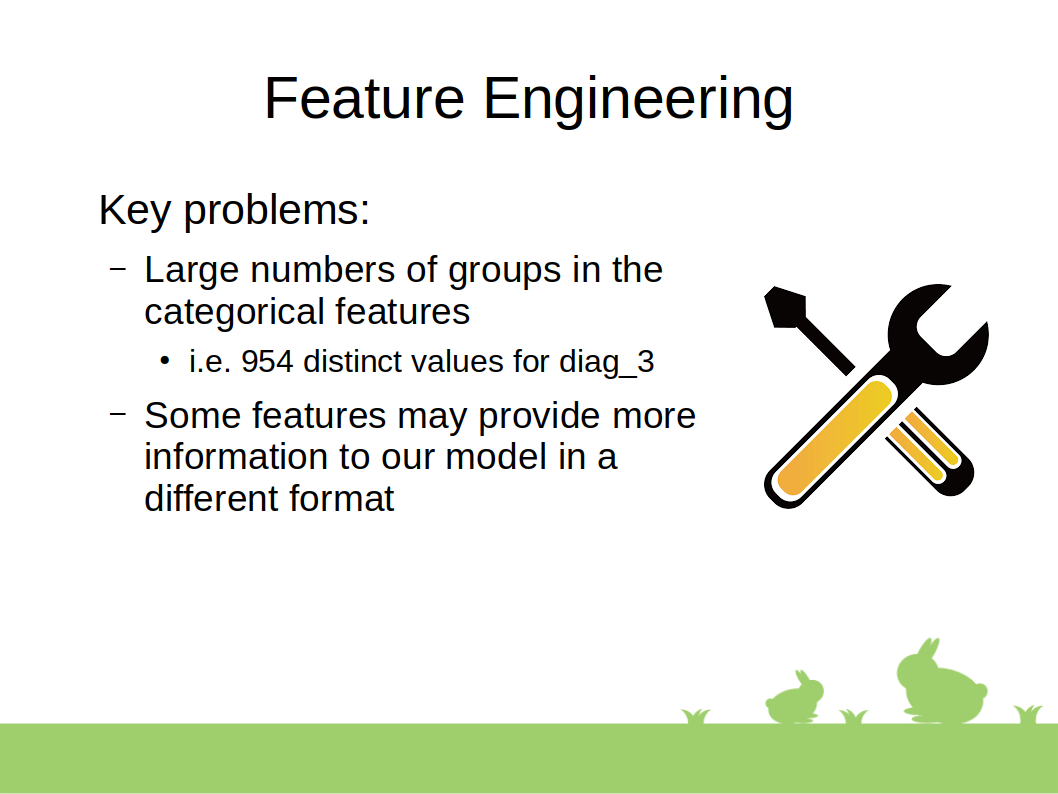 Feature Engineering
Key problems:
– Large numbers of groups in the
categorical features
• i.e. 954 distinct values for diag_3
– Some features may provide more
information to our model in a
different format